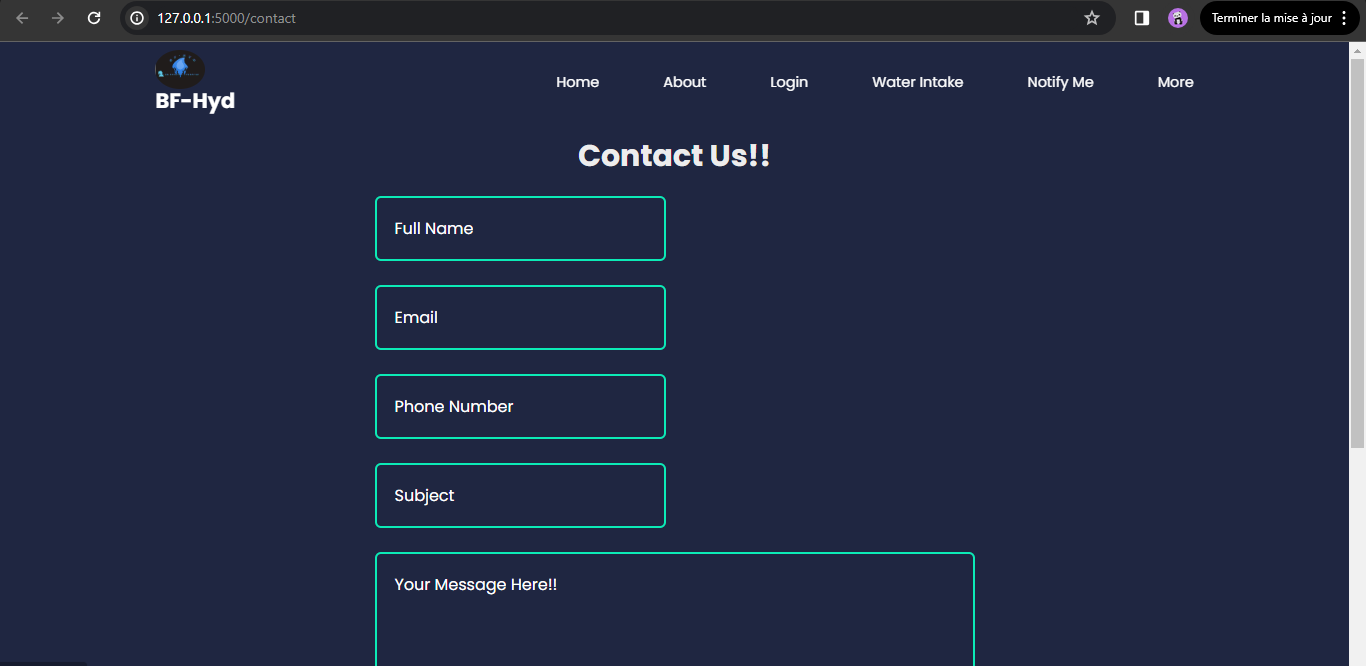 127.0.0.1:5000/contact
Terminer la mise à jour
BF-Hyd
Home About Login Water Intake Notify Me More
Contact Us!!
Full Name
Email
Phone Number
Subject
Your Message Here!!